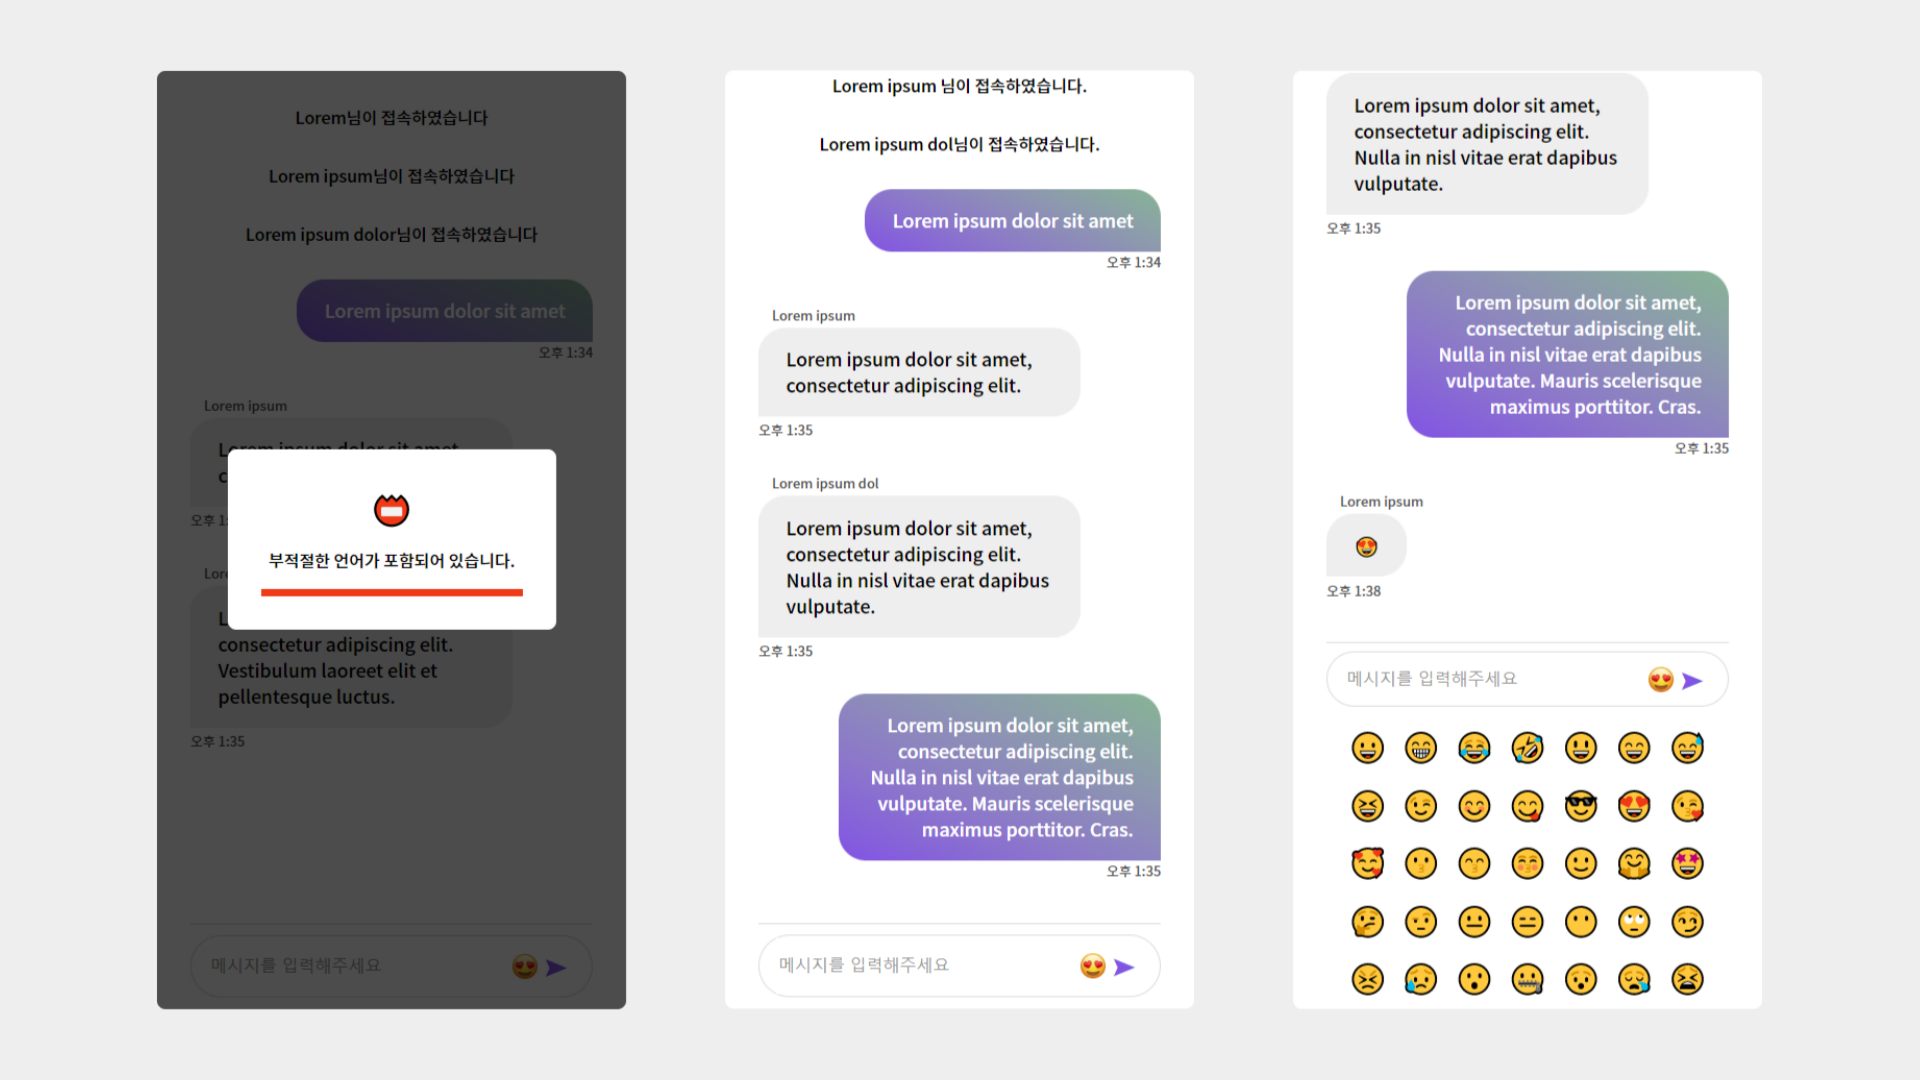 Lorem님이 접속하였습니다
Lorem ipsum님이 접속하였습니다
Lorem ipsum dolor님이 접속하였습니다
Lorem ipsum dolor sit amet
오후 1:34
Lorem ipsum
Lorem ipsum dolor sit amet
오후 1:
부적절한 언어가 포함되어 있습니다.
consectetur adipiscing elit.
Vestibulum laoreet elit et
pellentesque luctus.
오후 1:35
메시지를 입력해주세요
Lorem ipsum 님이 접속하였습니다.
Lorem ipsum dol님이 접속하였습니다.
Lorem ipsum dolor sit amet
오후 1:34
Lorem ipsum
Lorem ipsum dolor sit amet,
consectetur adipiscing elit.
오후 1:35
Lorem ipsum dol
Lorem ipsum dolor sit amet,
consectetur adipiscing elit.
Nulla in nisl vitae erat dapibus
vulputate.
오후 1:35
Lorem ipsum dolor sit amet,
consectetur adipiscing elit.
Nulla in nisl vitae erat dapibus
vulputate. Mauris scelerisque
maximus porttitor. Cras.
오후 1:35
메시지를 입력해주세요
Lorem ipsum dolor sit amet,
consectetur adipiscing elit.
Nulla in nisl vitae erat dapibus
vulputate.
오후 1:35
Lorem ipsum dolor sit amet,
consectetur adipiscing elit.
Nulla in nisl vitae erat dapibus
vulputate. Mauris scelerisque
maximus porttitor. Cras.
오후 1:35
Lorem ipsum
오후 1:38
메시지를 입력해주세요